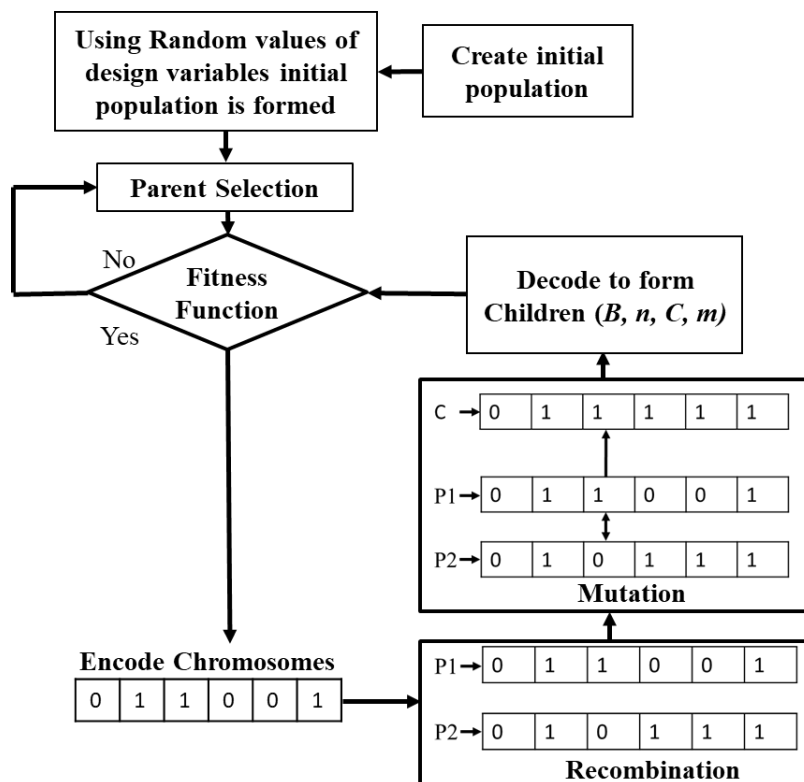 Using Random values of
design variables initial
population is formed
Create initial
population
Parent Selection
No
Fitness
Function
Yes
Decode to form
Children (B, n, C, m)
C 0 1 1 1 1 1
P1 0 1 1 0 0 1
P2 0 1 0 1 1 1
Mutation
Encode Chromosomes
0 1 1 0 0 1
P1 0 1 1 0 0 1
P2 0 1 0 1 1 1
Recombination